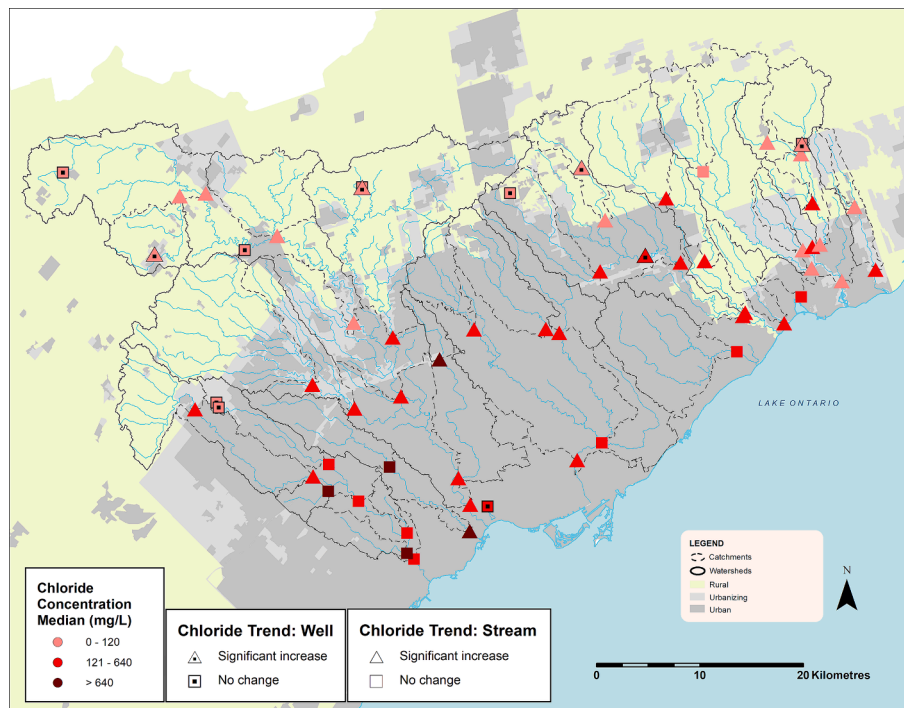 LAKE ONTARIO
LEGEND
Catchments
Watersheds
Rural
Urbanizing
Urban
N
Chloride
Concentration
Median (mg/L)
0 - 120
121 - 640
> 640
Chloride Trend: Well
Significant increase
No change
Chloride Trend: Stream
Significant increase
No change
0 10 20 Kilometres